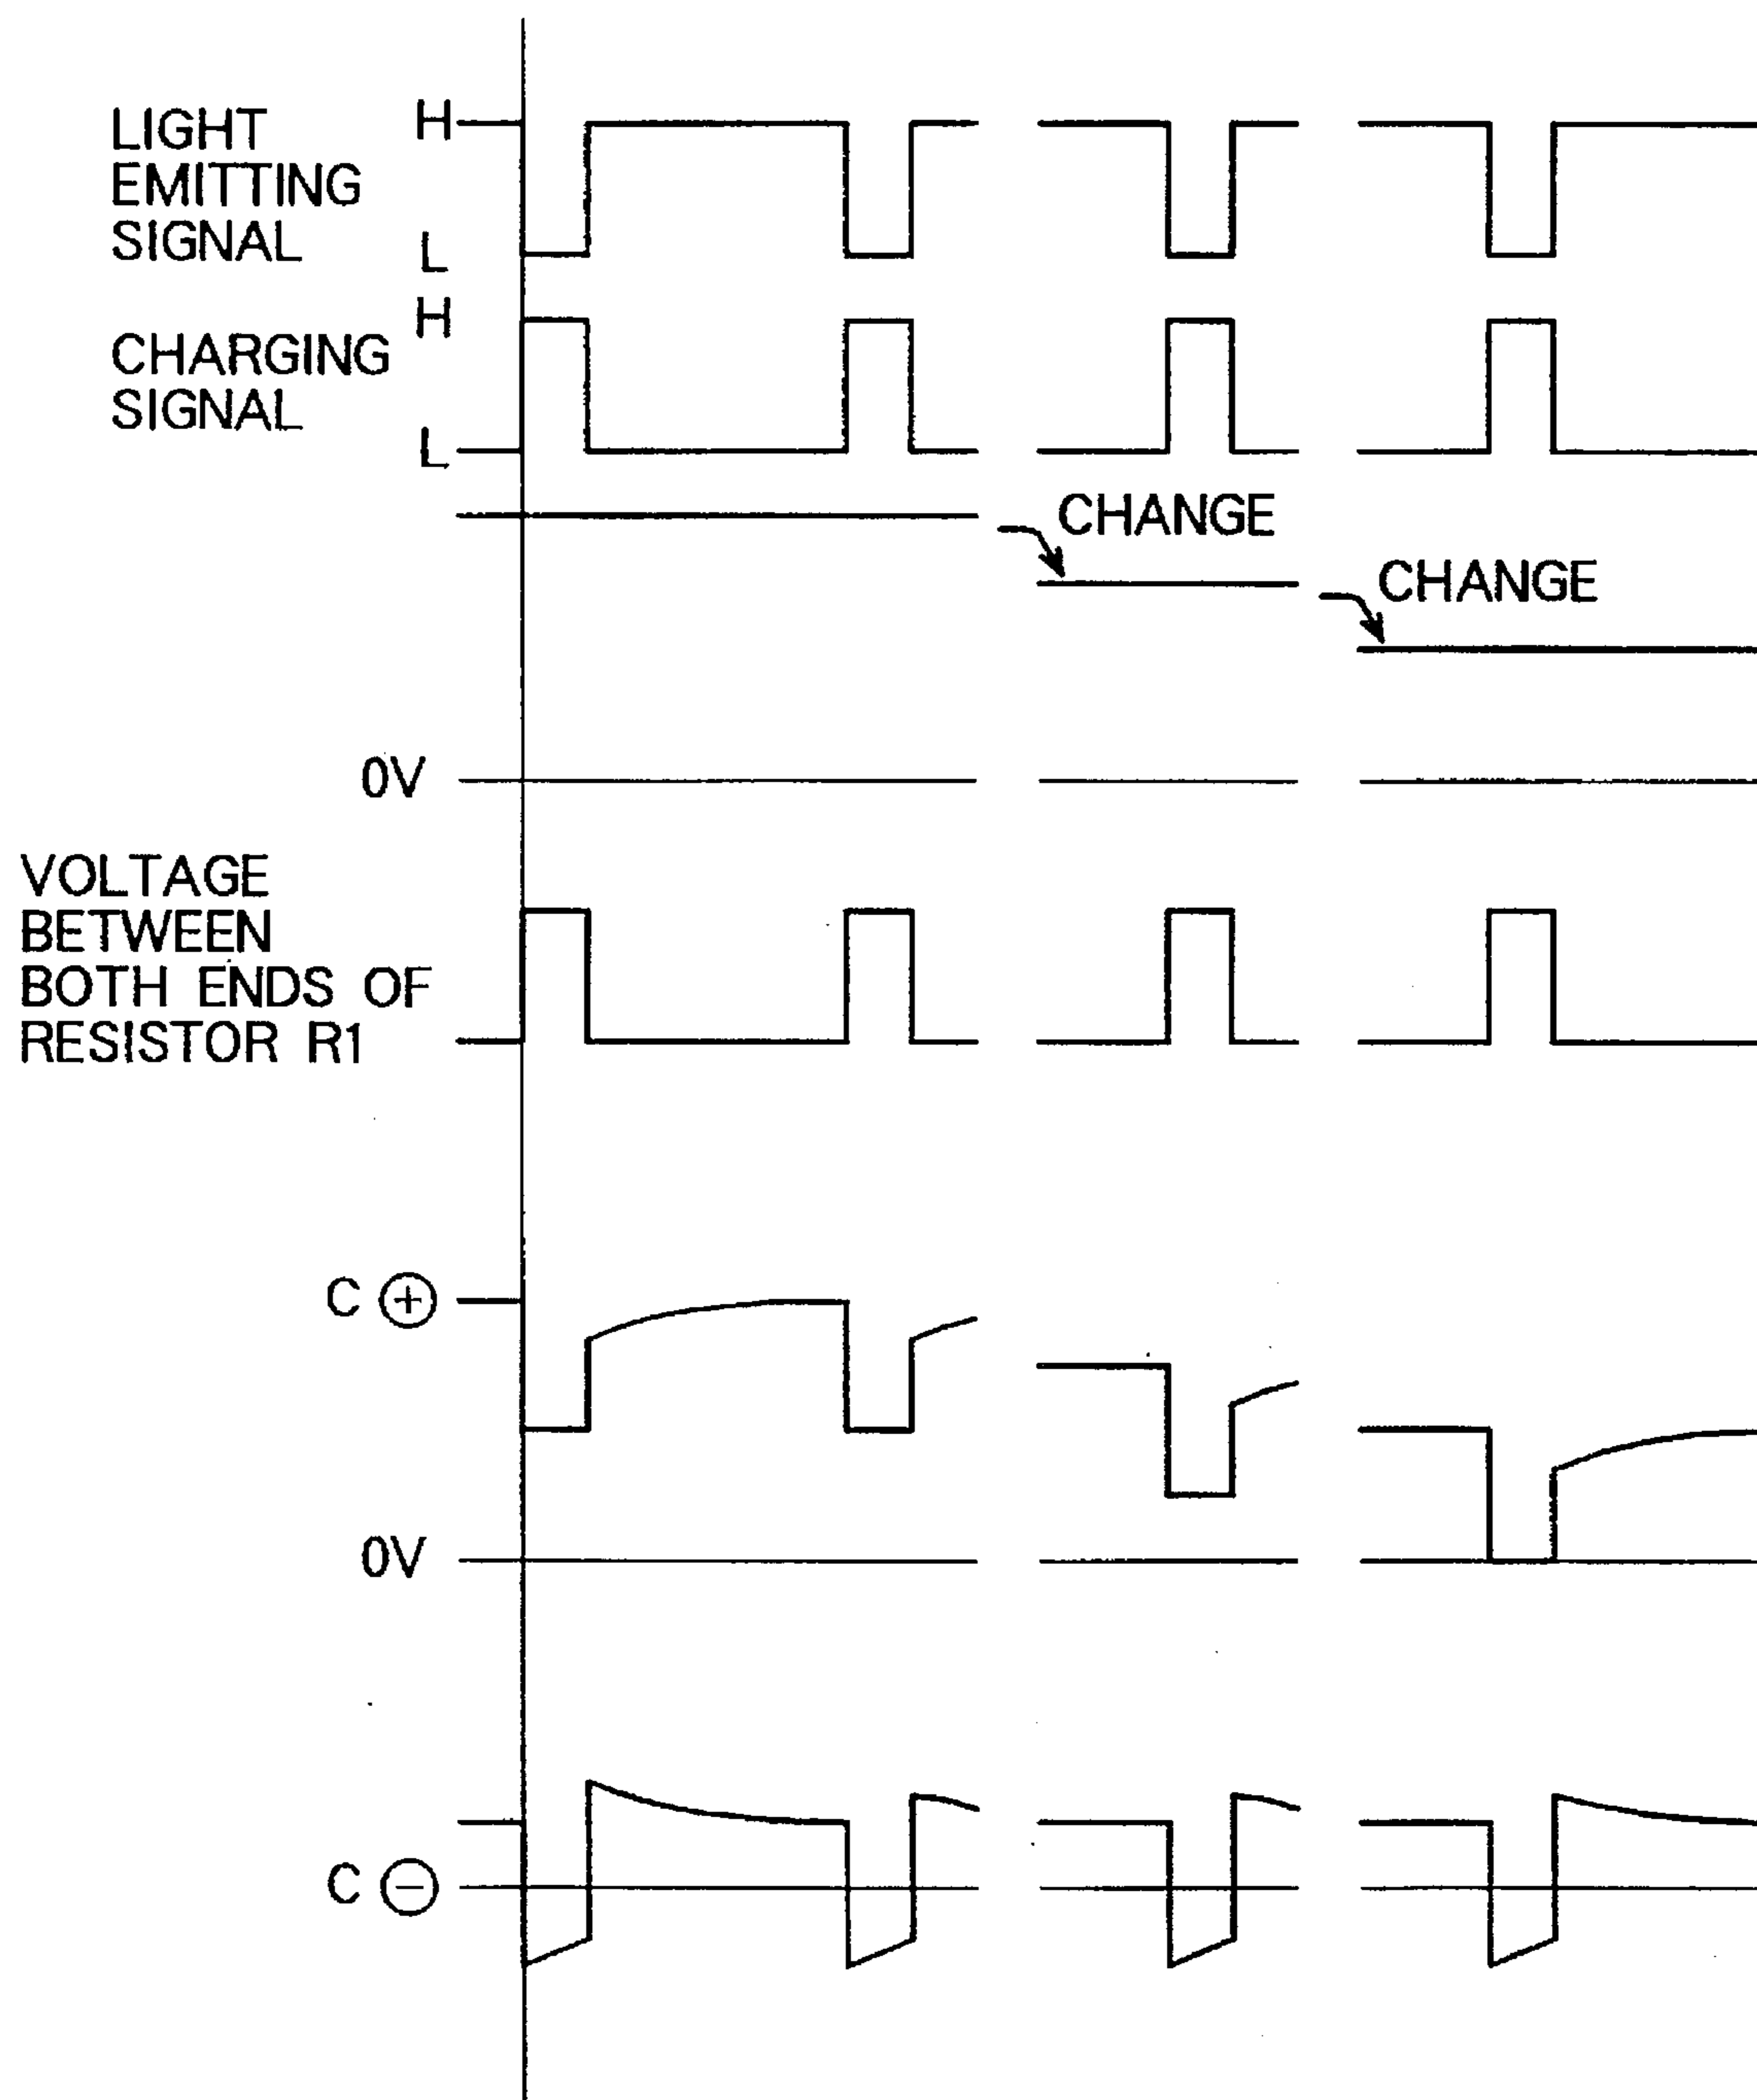 LIGHT
EMITTING
SIGNAL
H
L
CHARGING
SIGNAL
H
L
CHANGE
CHANGE
0V
VOLTAGE
BETWEEN
BOTH ENDS OF
RESISTOR R1
C +
0V
C −